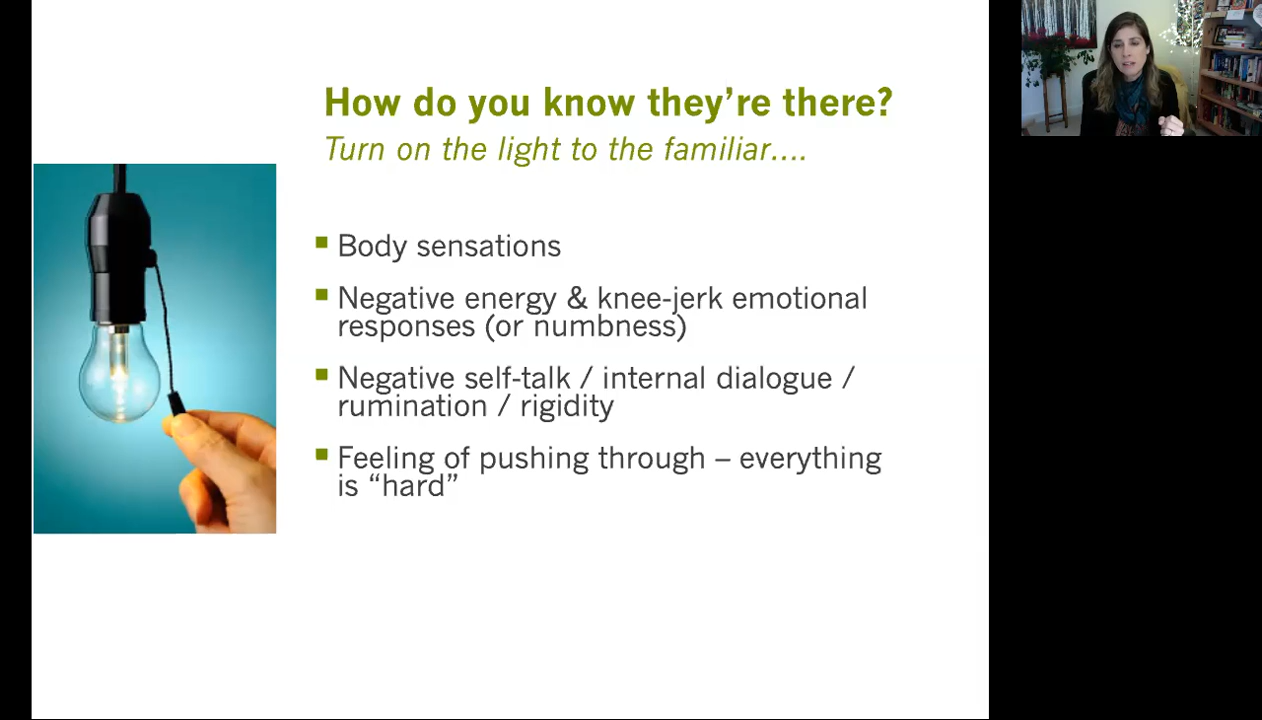 How do you know they’re there?
Turn on the light to the familiar....
▪ Body sensations
▪ Negative energy & knee-jerk emotional
responses (or numbness)
▪ Negative self-talk / internal dialogue /
rumination / rigidity
▪ Feeling of pushing through – everything
is “hard”